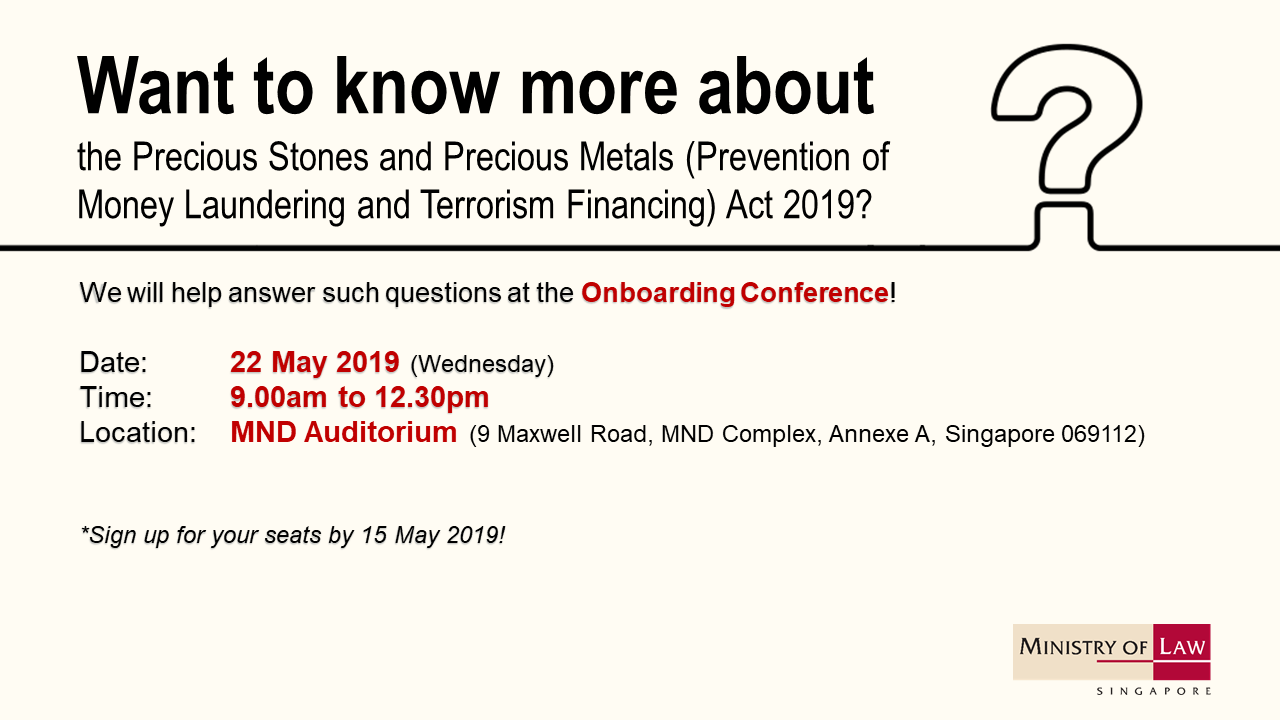 Want to know more about
the Precious Stones and Precious Metals (Prevention of
Money Laundering and Terrorism Financing) Act 2019?
We will help answer such questions at the Onboarding Conference!
Date: 22 May 2019 (Wednesday)
Time: 9.00am to 12.30pm
Location: MND Auditorium (9 Maxwell Road, MND Complex, Annexe A, Singapore 069112)
*Sign up for your seats by 15 May 2019!
MINISTRY OF LAW
SINGAPORE